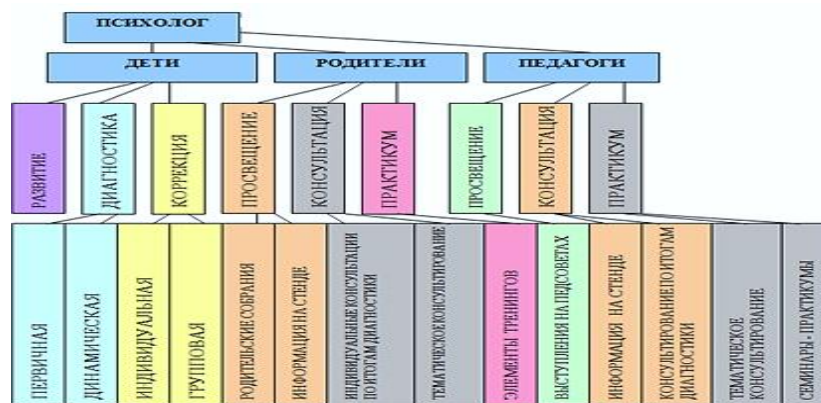 ПСИХОЛОГ
ДЕТИ
РОДИТЕЛИ
ПЕДАГОГИ
РАЗВИТИЕ
ДИАГНОСТИКА
КОРРЕКЦИЯ
ПРОСВЕЩЕНИЕ
КОНСУЛЬТАЦИЯ
ПРАКТИКУМ
ПРОСВЕЩЕНИЕ
КОНСУЛЬТАЦИЯ
ПРАКТИКУМ
ПЕРВИЧНАЯ
ДИНАМИЧЕСКАЯ
ИНДИВИДУАЛЬНАЯ
ГРУППОВАЯ
РОДИТЕЛЬСКИЕ СОБРАНИЯ
ИНФОРМАЦИЯ НА СТЕНДЕ
ИНДИВИДУАЛЬНЫЕ КОНСУЛЬТАЦИИ
ПО ИТОГАМ ДИАГНОСТИКИ
ТЕМАТИЧЕСКОЕ КОНСУЛЬТИРОВАНИЕ
ЭЛЕМЕНТЫ ТРЕНИНГОВ
ВЫСТУПЛЕНИЯ НА ПЕДСОВЕТАХ
ИНФОРМАЦИЯ НА СТЕНДЕ
КОНСУЛЬТИРОВАНИЕ ПО ИТОГАМ
ДИАГНОСТИКИ
ТЕМАТИЧЕСКОЕ
КОНСУЛЬТИРОВАНИЕ
СЕМИНАРЫ - ПРАКТИКУМЫ